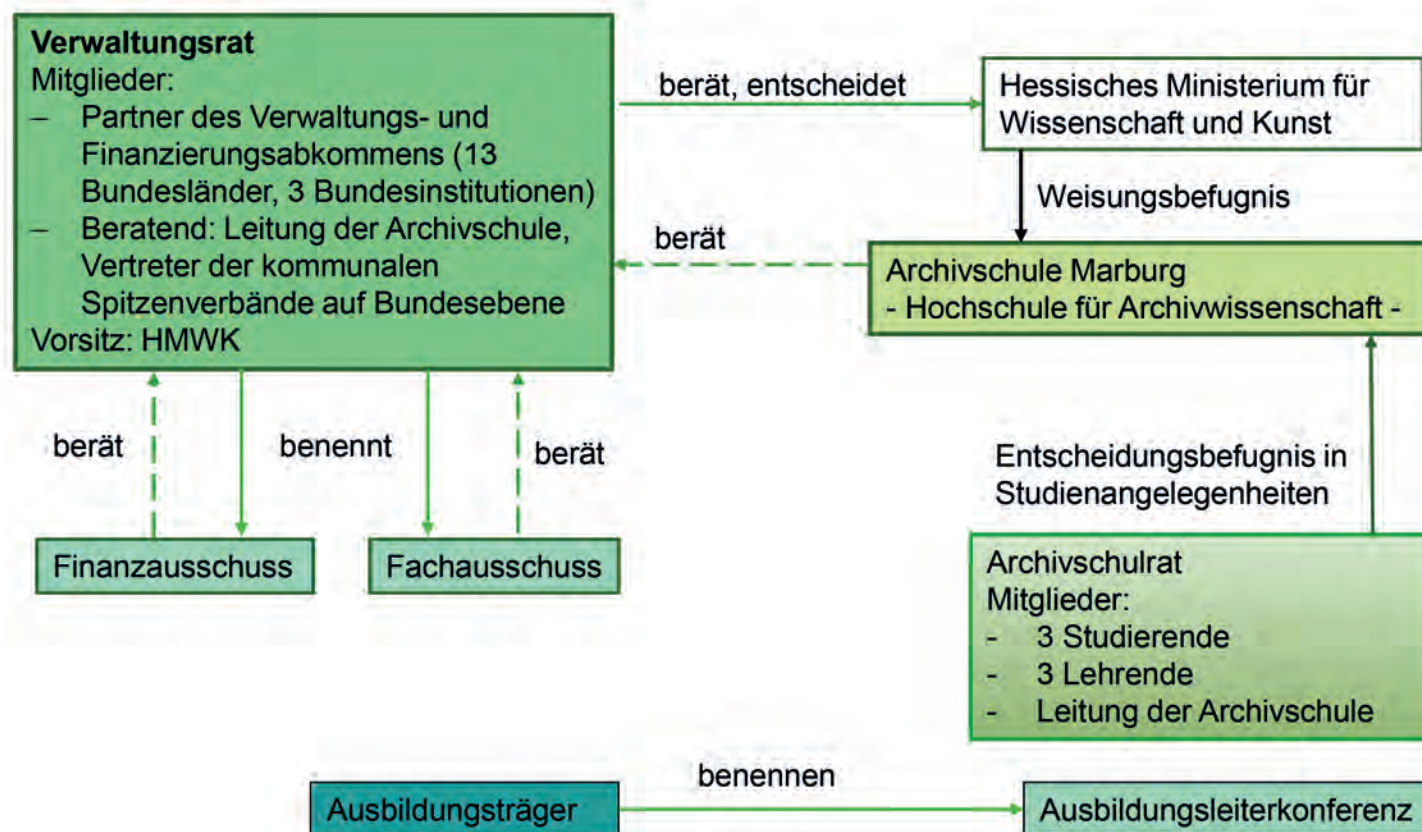 Verwaltungsrat
Mitglieder:
– Partner des Verwaltungs- und
Finanzierungsabkommens (13
Bundesländer, 3 Bundesinstitutionen)
– Beratend: Leitung der Archivschule,
Vertreter der kommunalen
Spitzenverbände auf Bundesebene
Vorsitz: HMWK
berät, entscheidet
Hessisches Ministerium für
Wissenschaft und Kunst
Weisungsbefugnis
berät
Archivschule Marburg
- Hochschule für Archivwissenschaft -
berät
benennt
berät
Entscheidungsbefugnis in
Studienangelegenheiten
Finanzausschuss
Fachausschuss
Archivschulrat
Mitglieder:
- 3 Studierende
- 3 Lehrende
- Leitung der Archivschule
Ausbildungsträger
benennen
Ausbildungsleiterkonferenz